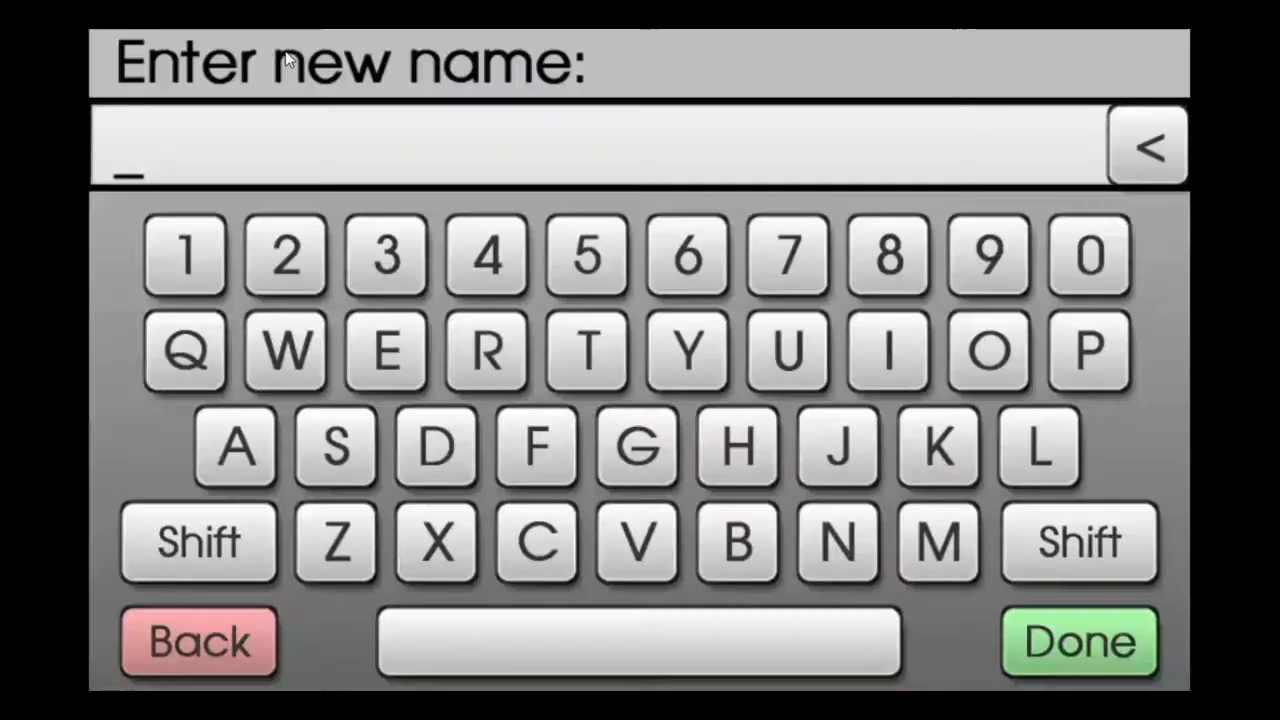 Enter new name:
_ <
1 2 3 4 5 6 7 8 9 0
Q W E R T Y U I O P
A S D F G H J K L
Shift Z X C V B N M Shift
Back Done